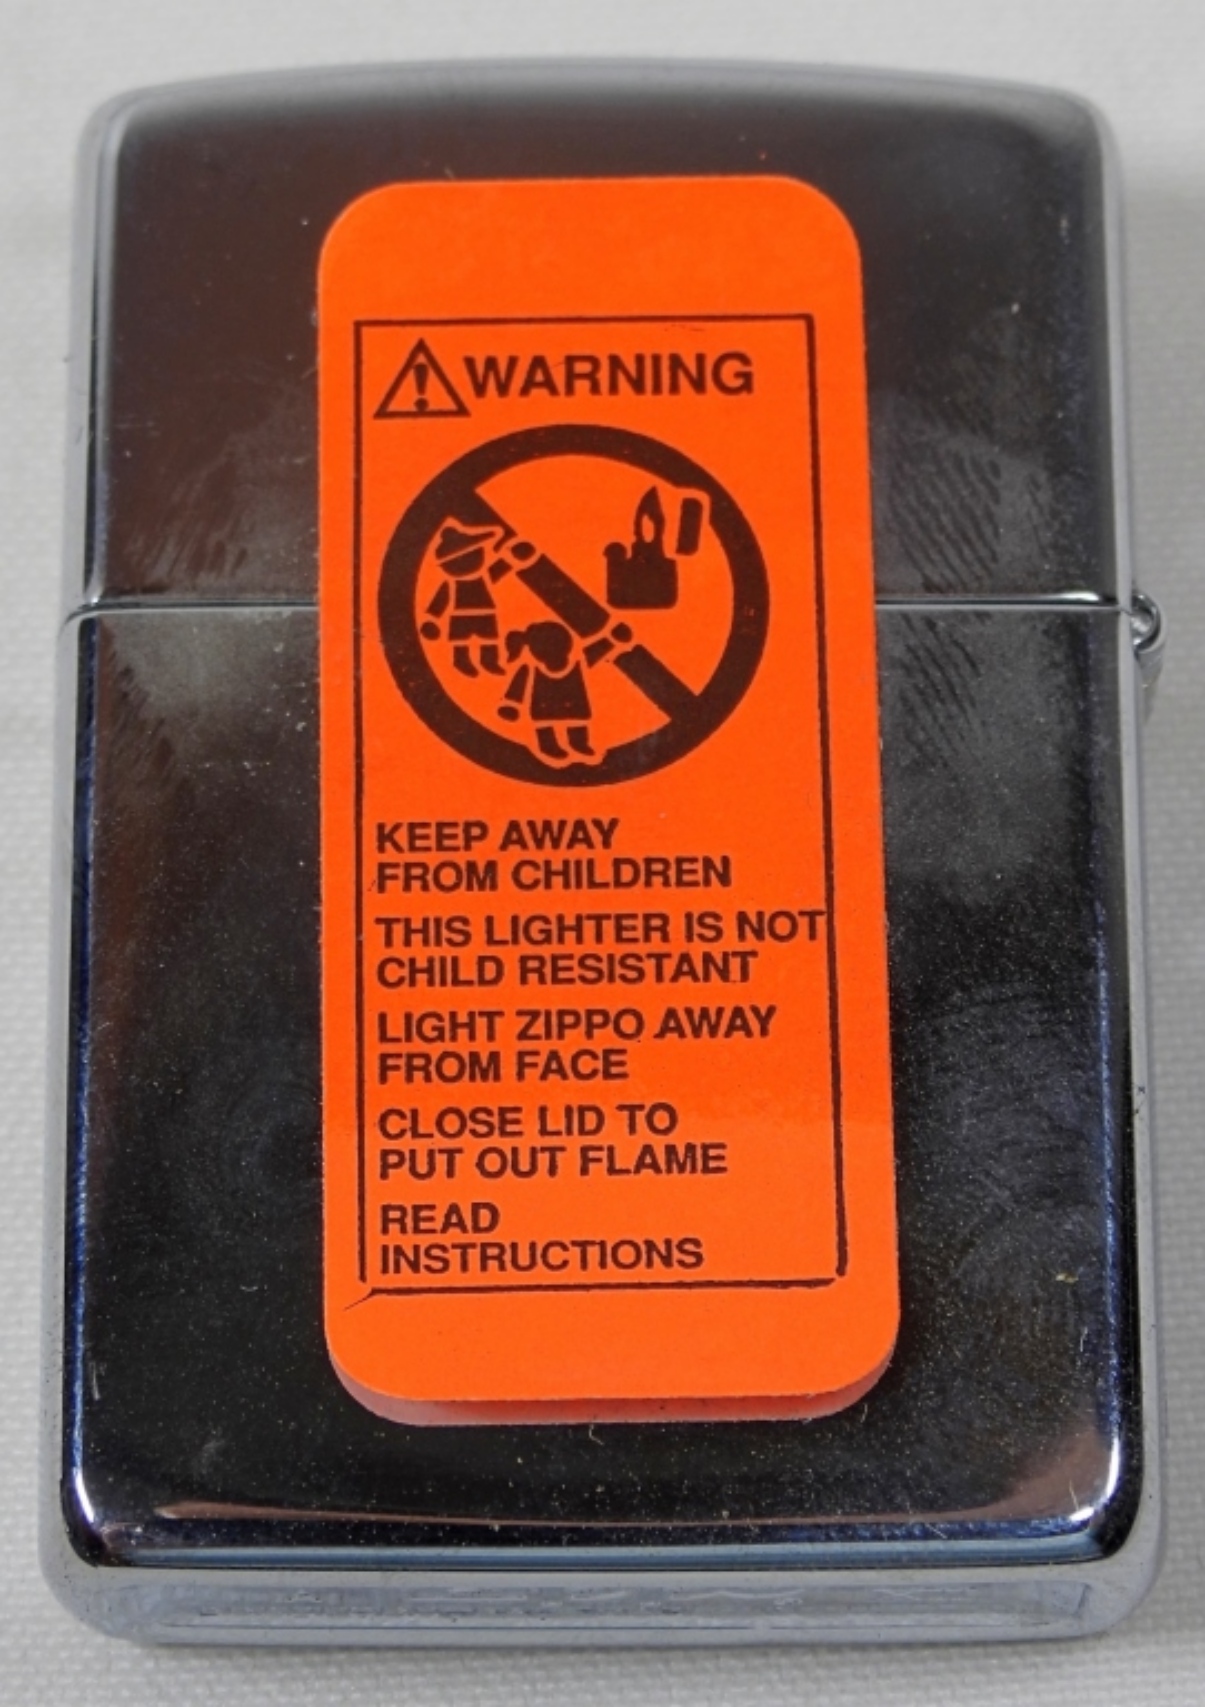 WARNING
KEEP AWAY
FROM CHILDREN
THIS LIGHTER IS NOT
CHILD RESISTANT
LIGHT ZIPPO AWAY
FROM FACE
CLOSE LID TO
PUT OUT FLAME
READ
INSTRUCTIONS